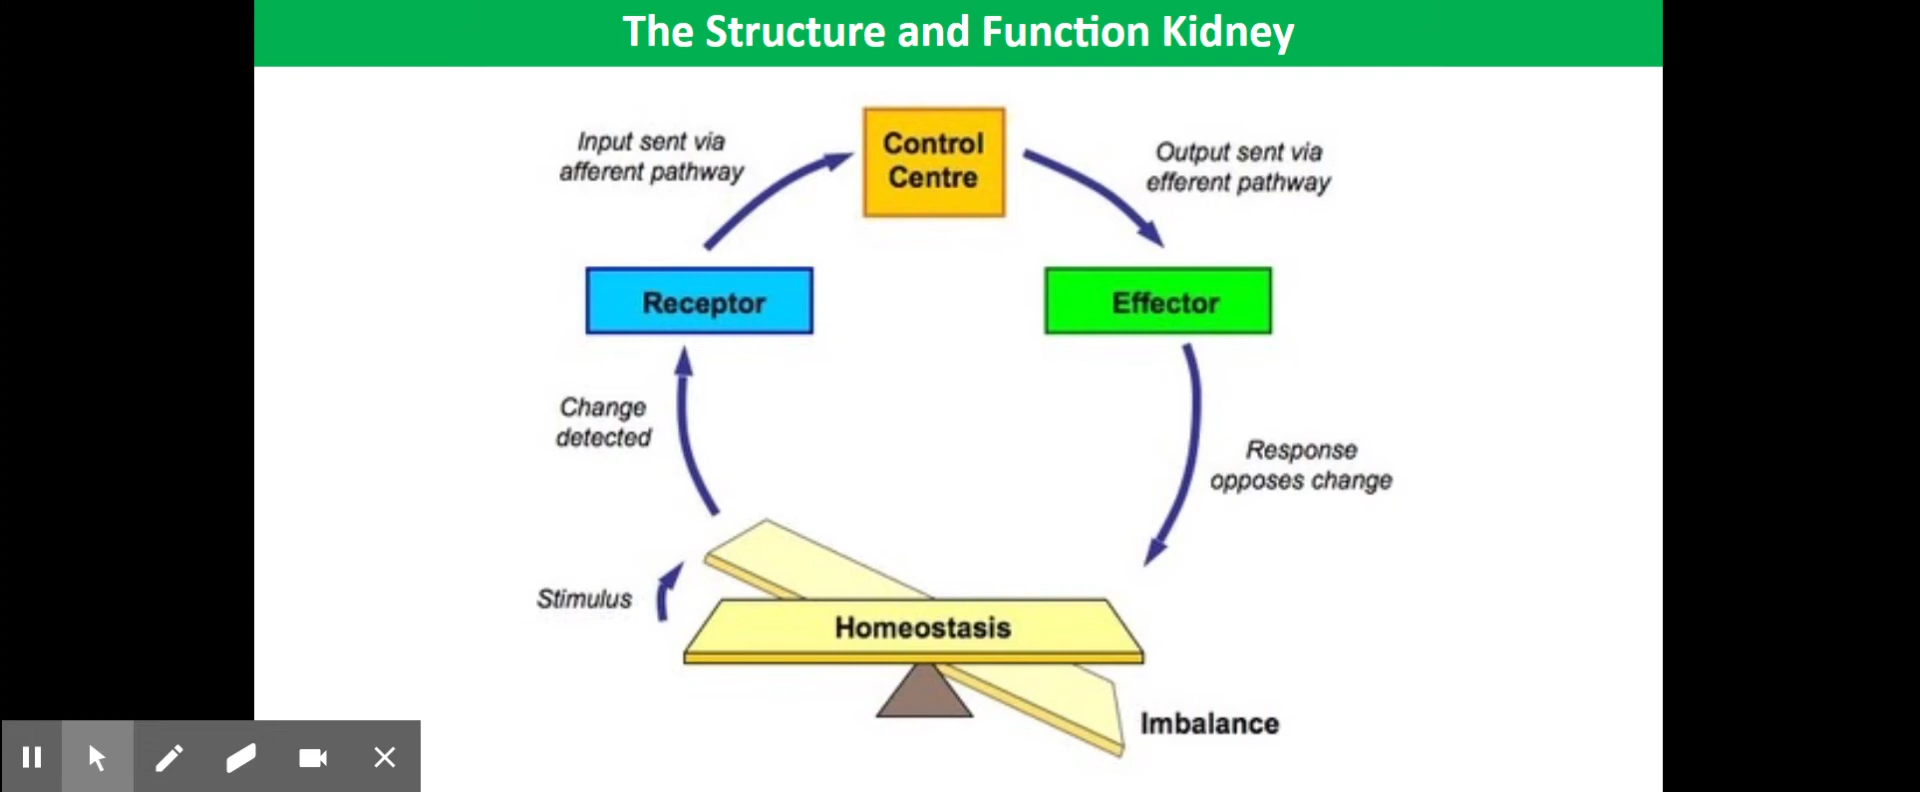 The Structure and Function Kidney
Input sent via
afferent pathway
Control
Centre
Output sent via
efferent pathway
Receptor
Effector
Change
detected
Response
opposes change
Stimulus
Homeostasis
Imbalance